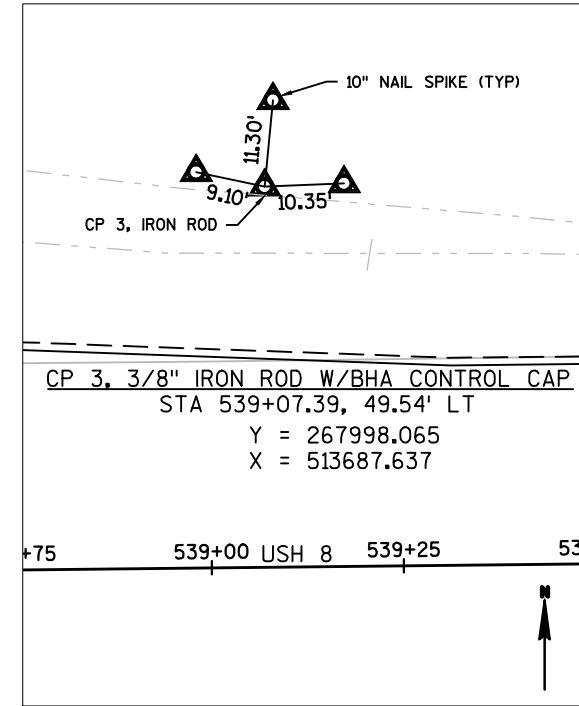 10" NAIL SPIKE (TYP)
11.30'
9.10'
10.35'
CP 3, IRON ROD
CP 3, 3/8" IRON ROD W/BHA CONTROL CAP
STA 539+07.39, 49.54' LT
Y = 267998.065
X = 513687.637
+75 539+00 USH 8 539+25 53
N